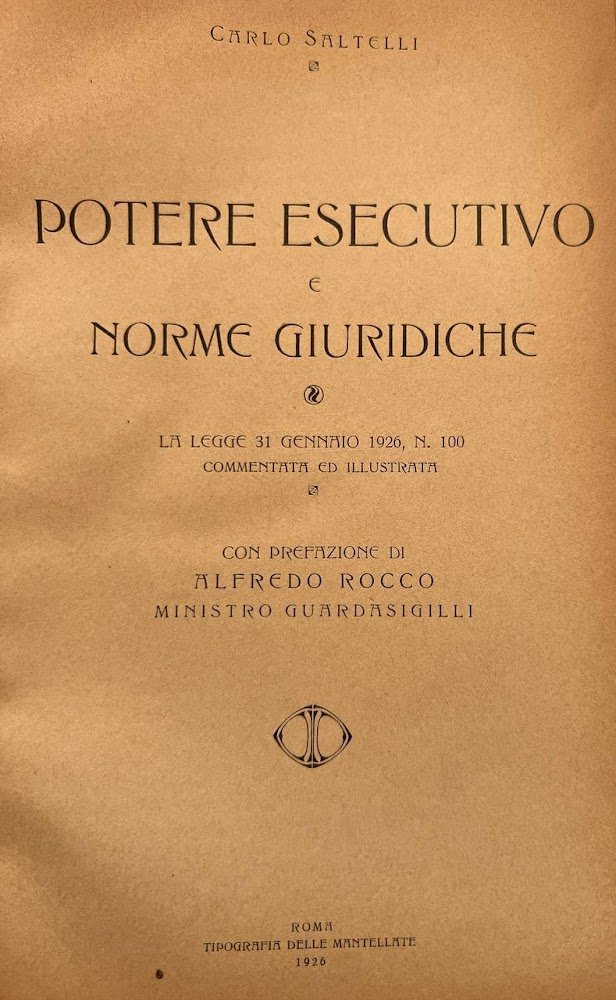 CARLO SALTELLI
POTERE ESECUTIVO
E
NORME GIURIDICHE
LA LEGGE 31 GENNAIO 1926, N. 100
COMMENTATA ED ILLUSTRATA
CON PREFAZIONE DI
ALFREDO ROCCO
MINISTRO GUARDASIGILLI
ROMA
TIPOGRAFIA DELLE MANTELLATE
1926